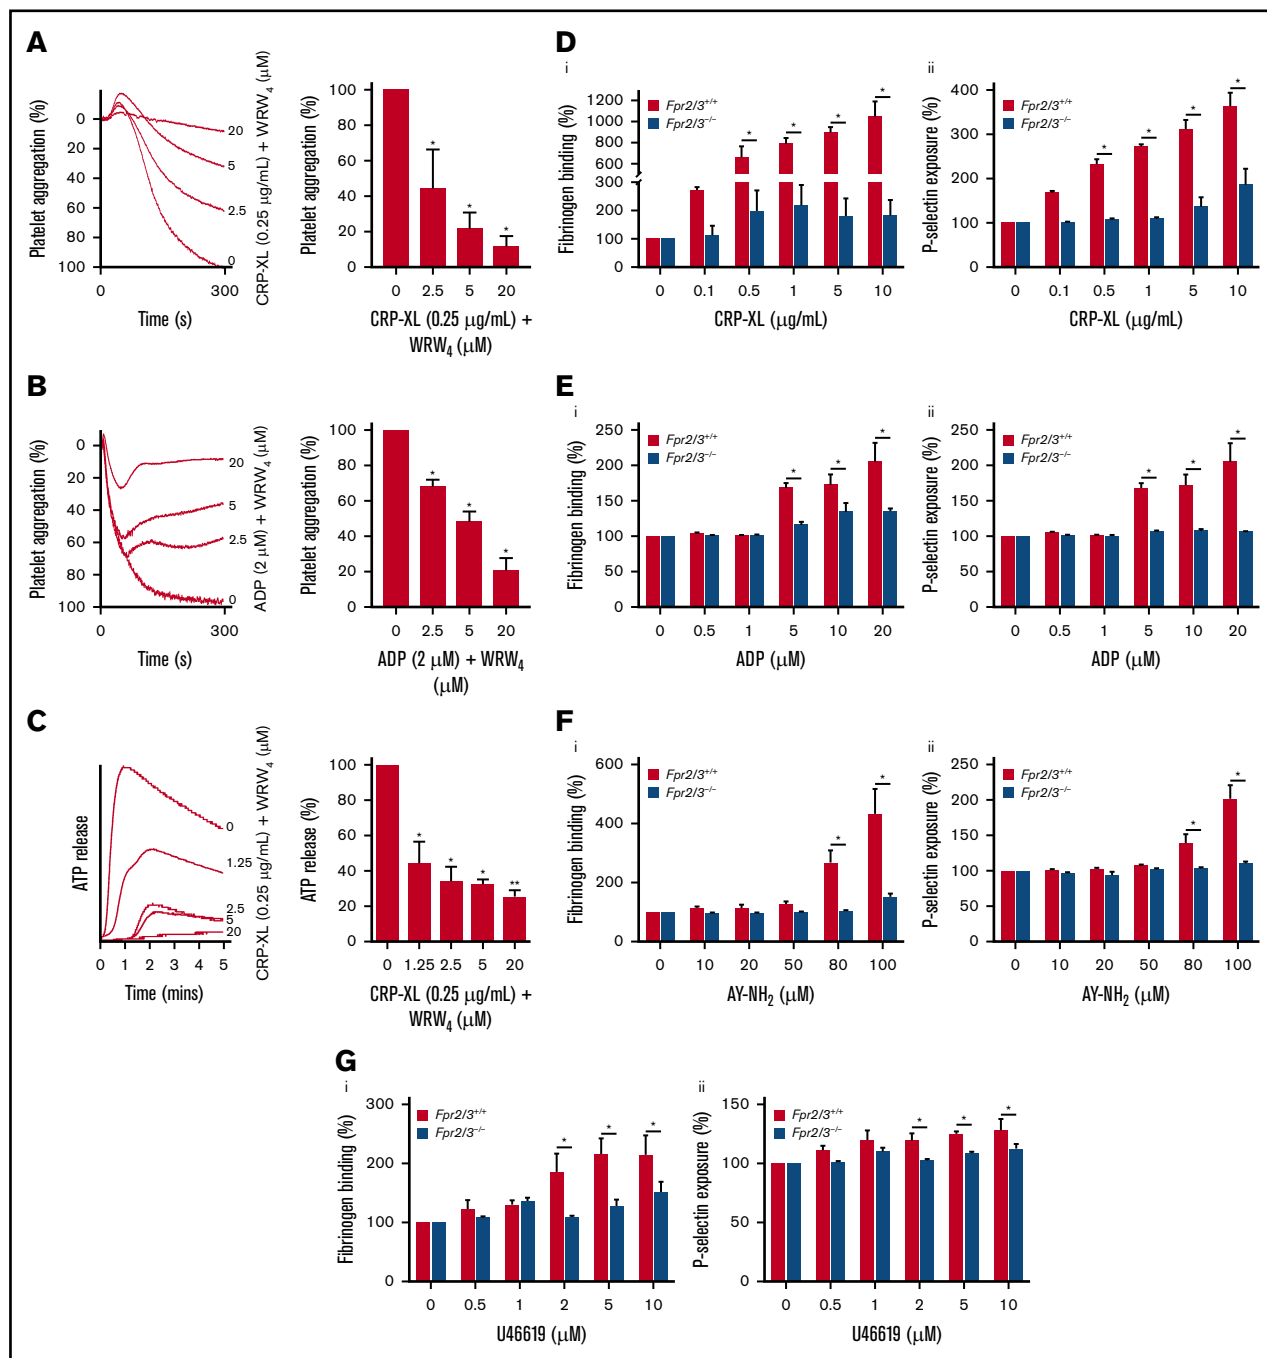 A
Platelet aggregation (%)
0
20
40
60
80
100
0
300
Time (s)
20
5
2.5
0
CRP-XL (0.25 μg/mL) + WRW4 (μM)
Platelet aggregation (%)
100
80
60
40
20
0
*
*
*
0 2.5 5 20
CRP-XL (0.25 μg/mL) +
WRW4 (μM)
D
i
Fibrinogen binding (%)
1200
1000
800
600
300
200
100
0
Fpr2/3+/+
Fpr2/3−/−
*
*
*
*
0 0.1 0.5 1 5 10
CRP-XL (μg/mL)
ii
P-selectin exposure (%)
400
300
200
100
0
Fpr2/3+/+
Fpr2/3−/−
*
*
*
*
0 0.1 0.5 1 5 10
CRP-XL (μg/mL)
B
Platelet aggregation (%)
0
20
40
60
80
100
0
300
Time (s)
20
5
2.5
0
ADP (2 μM) + WRW4 (μM)
Platelet aggregation (%)
100
80
60
40
20
0
*
*
*
0 2.5 5 20
ADP (2 μM) + WRW4
(μM)
E
i
Fibrinogen binding (%)
250
200
150
100
50
0
Fpr2/3+/+
Fpr2/3−/−
*
*
*
0 0.5 1 5 10 20
ADP (μM)
ii
P-selectin exposure (%)
250
200
150
100
50
0
Fpr2/3+/+
Fpr2/3−/−
*
*
*
0 0.5 1 5 10 20
ADP (μM)
C
ATP release
0 1 2 3 4 5
Time (mins)
0
1.25
2.5
5
20
CRP-XL (0.25 μg/mL) + WRW4 (μM)
ATP release (%)
100
80
60
40
20
0
*
*
*
**
0 1.25 2.5 5 20
CRP-XL (0.25 μg/mL) +
WRW4 (μM)
F
i
Fibrinogen binding (%)
600
400
200
0
Fpr2/3+/+
Fpr2/3−/−
*
*
0 10 20 50 80 100
AY-NH2 (μM)
ii
P-selectin exposure (%)
250
200
150
100
50
0
Fpr2/3+/+
Fpr2/3−/−
*
*
0 10 20 50 80 100
AY-NH2 (μM)
G
i
Fibrinogen binding (%)
300
200
100
0
Fpr2/3+/+
Fpr2/3−/−
*
*
*
0 0.5 1 2 5 10
U46619 (μM)
ii
P-selectin exposure (%)
150
100
50
0
Fpr2/3+/+
Fpr2/3−/−
*
*
*
0 0.5 1 2 5 10
U46619 (μM)